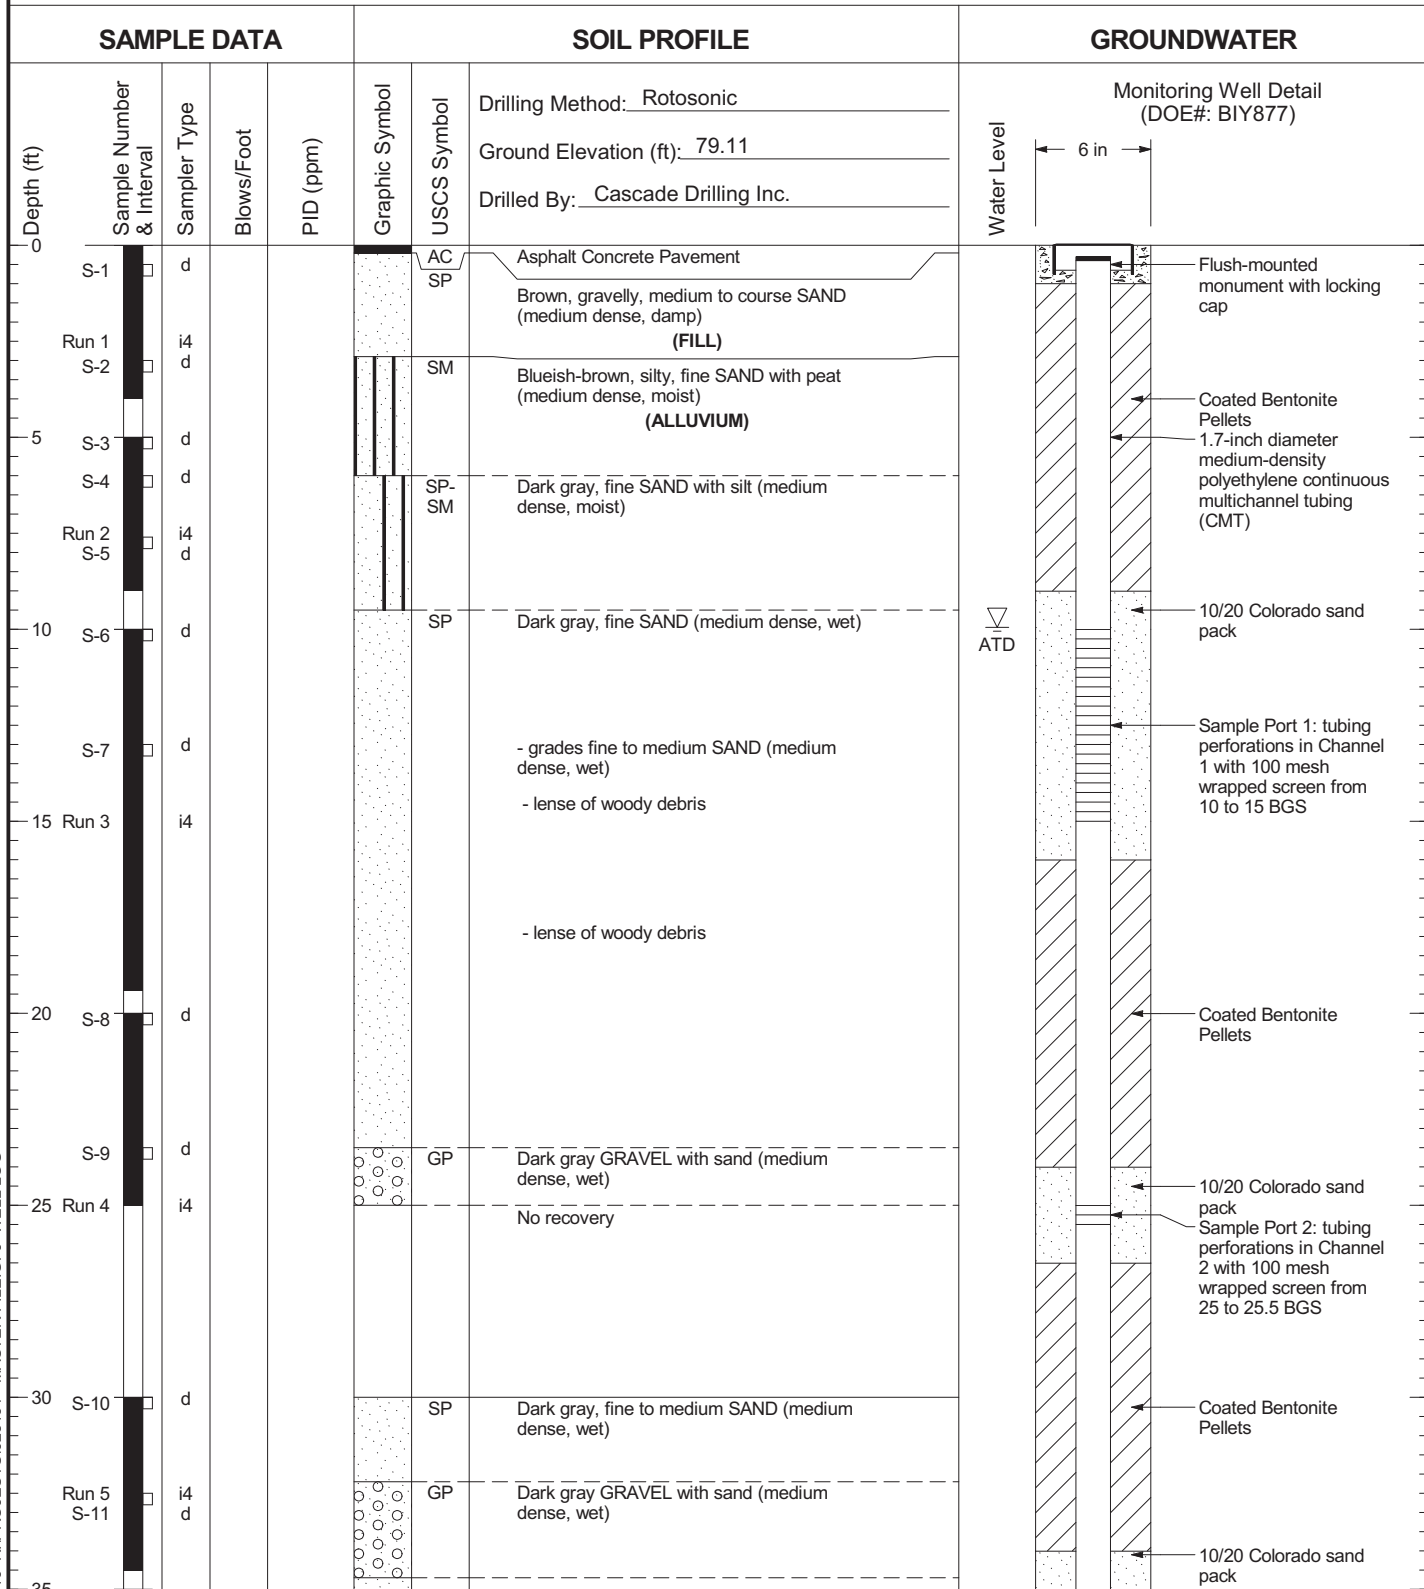 SAMPLE DATA
SOIL PROFILE
GROUNDWATER
Depth (ft)
Sample Number
& Interval
Sampler Type
Blows/Foot
PID (ppm)
Graphic Symbol
USCS Symbol
Drilling Method: Rotosonic
Ground Elevation (ft): 79.11
Drilled By: Cascade Drilling Inc.
Water Level
Monitoring Well Detail
(DOE#: BIY877)
6 in
0
S-1
d
AC
Asphalt Concrete Pavement
SP
Brown, gravelly, medium to course SAND
(medium dense, damp)
(FILL)
Flush-mounted
monument with locking
cap
Run 1
i4
S-2
d
SM
Blueish-brown, silty, fine SAND with peat
(medium dense, moist)
(ALLUVIUM)
Coated Bentonite
Pellets
5
S-3
d
1.7-inch diameter
medium-density
polyethylene continuous
multichannel tubing
(CMT)
S-4
d
SP-
SM
Dark gray, fine SAND with silt (medium
dense, moist)
Run 2
i4
S-5
d
10
S-6
d
SP
Dark gray, fine SAND (medium dense, wet)
ATD
10/20 Colorado sand
pack
S-7
d
- grades fine to medium SAND (medium
dense, wet)
- lense of woody debris
Sample Port 1: tubing
perforations in Channel
1 with 100 mesh
wrapped screen from
10 to 15 BGS
15
Run 3
i4
- lense of woody debris
20
S-8
d
Coated Bentonite
Pellets
S-9
d
GP
Dark gray GRAVEL with sand (medium
dense, wet)
25
Run 4
i4
No recovery
10/20 Colorado sand
pack
Sample Port 2: tubing
perforations in Channel
2 with 100 mesh
wrapped screen from
25 to 25.5 BGS
30
S-10
d
SP
Dark gray, fine to medium SAND (medium
dense, wet)
Coated Bentonite
Pellets
Run 5
i4
S-11
d
GP
Dark gray GRAVEL with sand (medium
dense, wet)
10/20 Colorado sand
pack
35